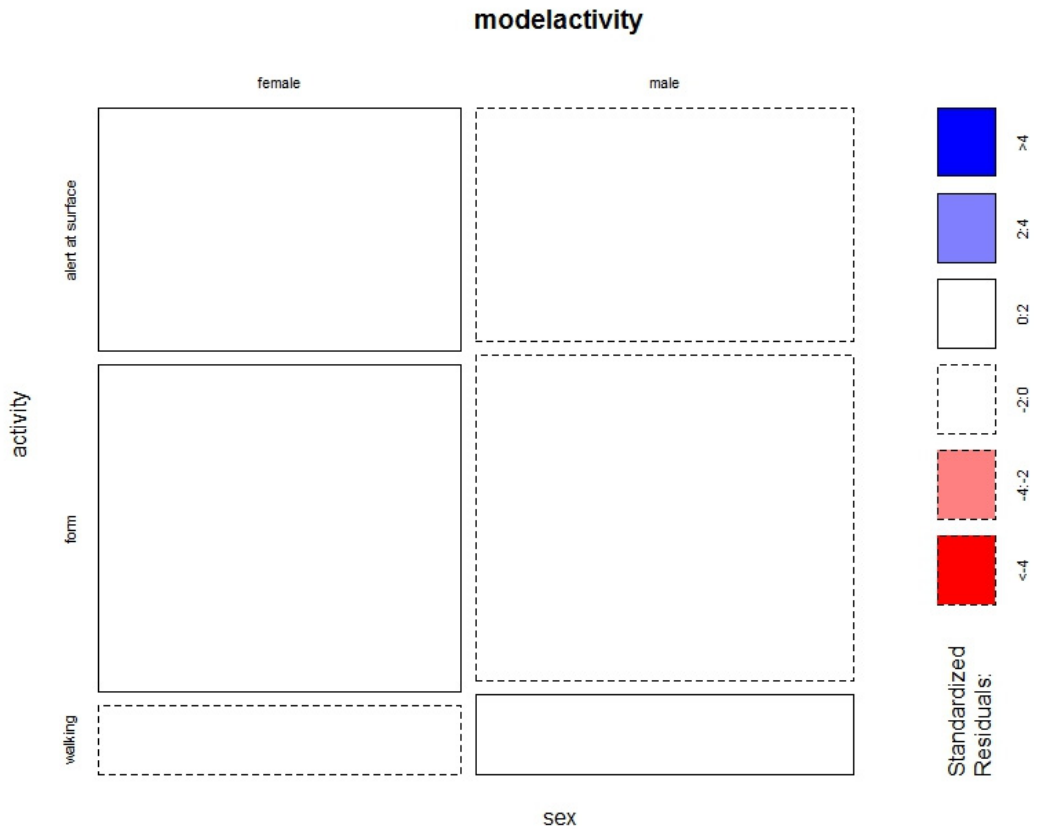 modelactivity
female
male
alert at surface
form
walking
activity
sex
>4
2:4
0:2
-2:0
-4:-2
<-4
Standardized
Residuals: